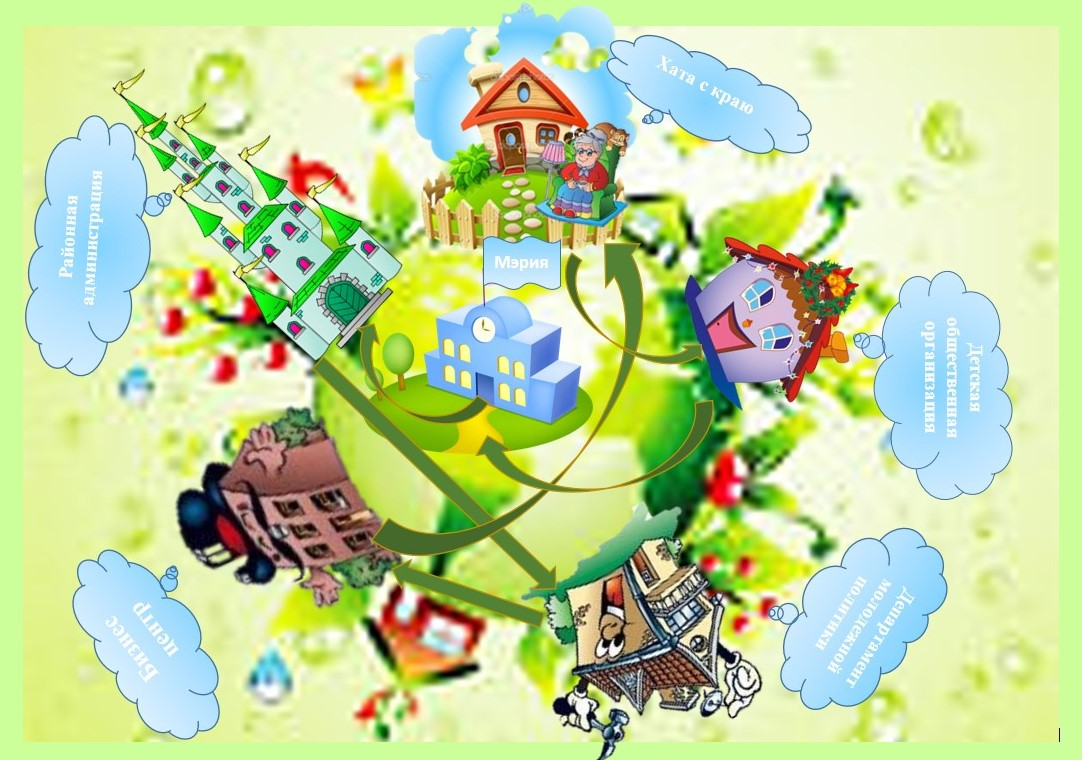 Хата с краю
Районная
администрация
Мэрия
Детская
общественная
организация
Бизнес
центр
Департамент
молодежной
политики